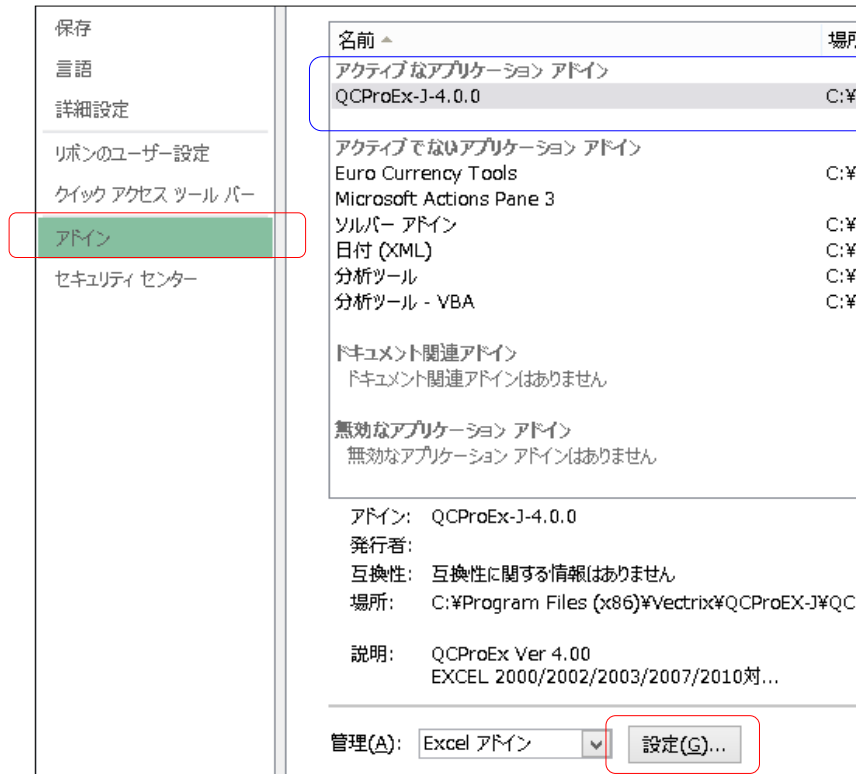 保存
言語
詳細設定
リボンのユーザー設定
クイック アクセス ツール バー
アドイン
セキュリティ センター
名前 場所
アクティブなアプリケーション アドイン
QCProEx-J-4.0.0 C:¥
アクティブでないアプリケーション アドイン
Euro Currency Tools C:¥
Microsoft Actions Pane 3
ソルバー アドイン C:¥
日付 (XML) C:¥
分析ツール C:¥
分析ツール - VBA C:¥
ドキュメント関連アドイン
ドキュメント関連アドインはありません
無効なアプリケーション アドイン
無効なアプリケーション アドインはありません
アドイン: QCProEx-J-4.0.0
発行者:
互換性: 互換性に関する情報はありません
場所: C:¥Program Files (x86)¥Vectrix¥QCProEX-J¥QC
説明: QCProEx Ver 4.00
EXCEL 2000/2002/2003/2007/2010対...
管理(A): Excel アドイン 設定(G)...